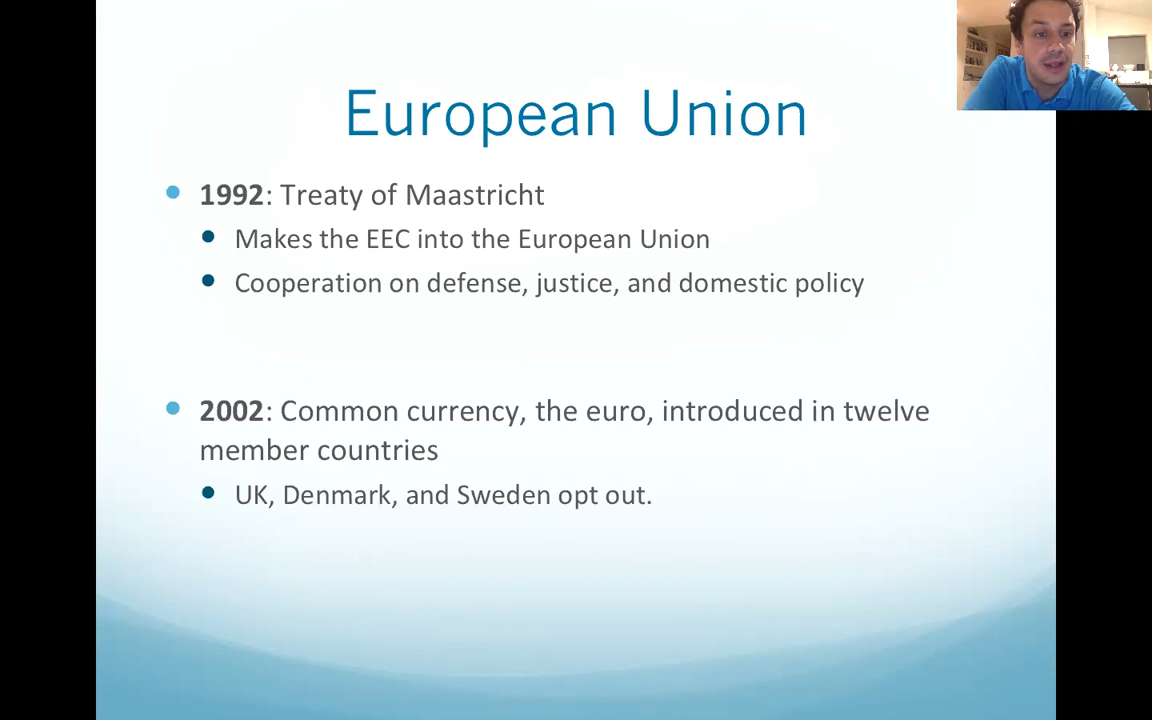 European Union
1992: Treaty of Maastricht
Makes the EEC into the European Union
Cooperation on defense, justice, and domestic policy
2002: Common currency, the euro, introduced in twelve
member countries
UK, Denmark, and Sweden opt out.